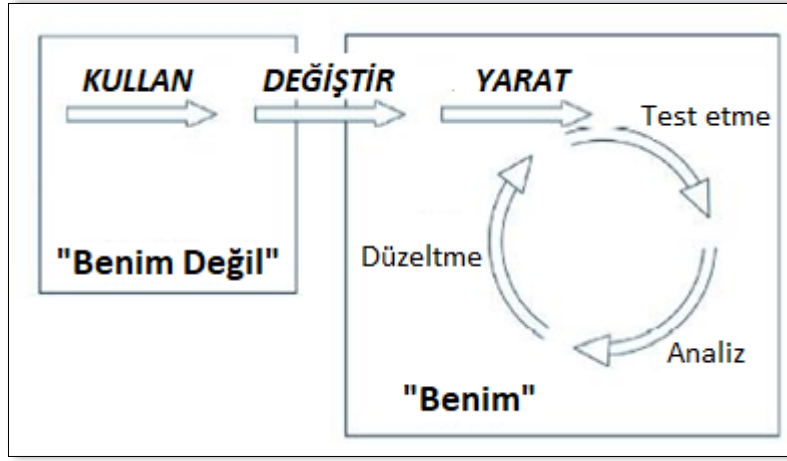 KULLAN
DEĞİŞTİR
YARAT
Test etme
Düzeltme
Analiz
"Benim Değil"
"Benim"